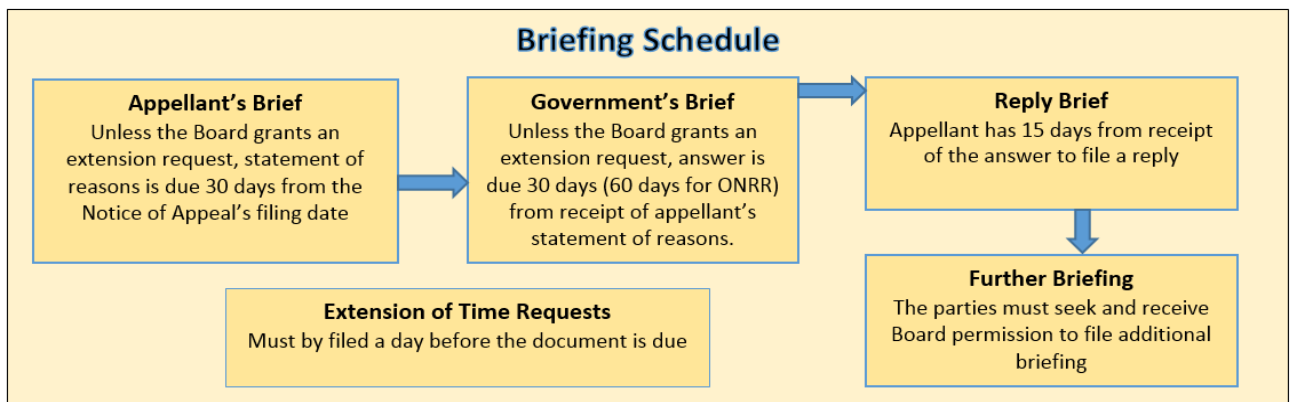 Briefing Schedule
Appellant's Brief
Unless the Board grants an
extension request, statement of
reasons is due 30 days from the
Notice of Appeal's filing date
Government's Brief
Unless the Board grants an
extension request, answer is
due 30 days (60 days for ONRR)
from receipt of appellant's
statement of reasons.
Reply Brief
Appellant has 15 days from receipt
of the answer to file a reply
Further Briefing
The parties must seek and receive
Board permission to file additional
briefing
Extension of Time Requests
Must by filed a day before the document is due